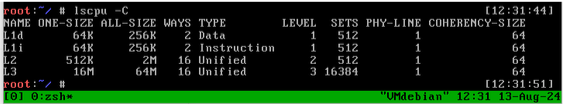 root:~/ # lscpu -C [12:31:44]
NAME ONE-SIZE ALL-SIZE WAYS TYPE LEVEL SETS PHY-LINE COHERENCY-SIZE
L1d 64K 256K 2 Data 1 512 1 64
L1i 64K 256K 2 Instruction 1 512 1 64
L2 512K 2M 16 Unified 2 512 1 64
L3 16M 64M 16 Unified 3 16384 1 64
root:~/ # [12:31:51]
[0] 0:zsh* "VMdebian" 12:31 13-Aug-24